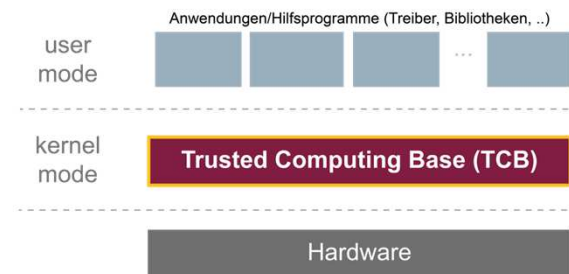 Anwendungen/Hilfsprogramme (Treiber, Bibliotheken, ..)
user
mode
...
kernel
mode
Trusted Computing Base (TCB)
Hardware